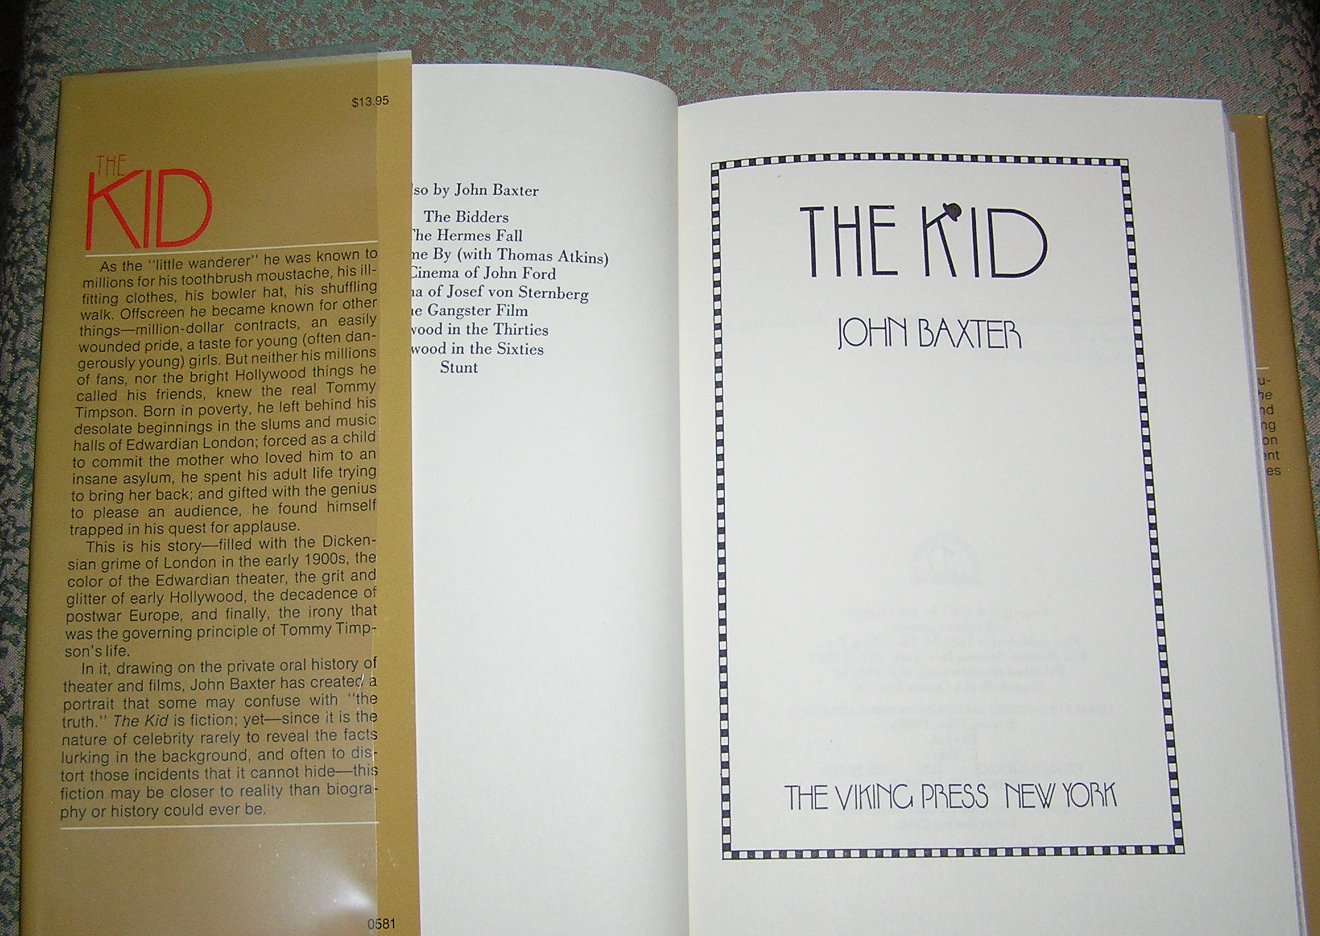 $13.95
THE
KID
As the "little wanderer" he was known to
millions for his toothbrush moustache, his ill-
fitting clothes, his bowler hat, his shuffling
walk. Offscreen he became known for other
things—million-dollar contracts, an easily
wounded pride, a taste for young (often dan-
gerously young) girls. But neither his millions
of fans, nor the bright Hollywood things he
called his friends, knew the real Tommy
Timpson. Born in poverty, he left behind his
desolate beginnings in the slums and music
halls of Edwardian London; forced as a child
to commit the mother who loved him to an
insane asylum, he spent his adult life trying
to bring her back; and gifted with the genius
to please an audience, he found himself
trapped in his quest for applause.
This is his story—filled with the Dicken-
sian grime of London in the early 1900s, the
color of the Edwardian theater, the grit and
glitter of early Hollywood, the decadence of
postwar Europe, and finally, the irony that
was the governing principle of Tommy Timp-
son's life.
In it, drawing on the private oral history of
theater and films, John Baxter has created a
portrait that some may confuse with "the
truth." The Kid is fiction; yet—since it is the
nature of celebrity rarely to reveal the facts
lurking in the background, and often to dis-
tort those incidents that it cannot hide—this
fiction may be closer to reality than biogra-
phy or history could ever be.
0581
so by John Baxter
The Bidders
The Hermes Fall
me By (with Thomas Atkins)
Cinema of John Ford
na of Josef von Sternberg
e Gangster Film
wood in the Thirties
wood in the Sixties
Stunt
THE KID
JOHN BAXTER
THE VIKING PRESS NEW YORK
u-
he
nd
ng
on
ent
es